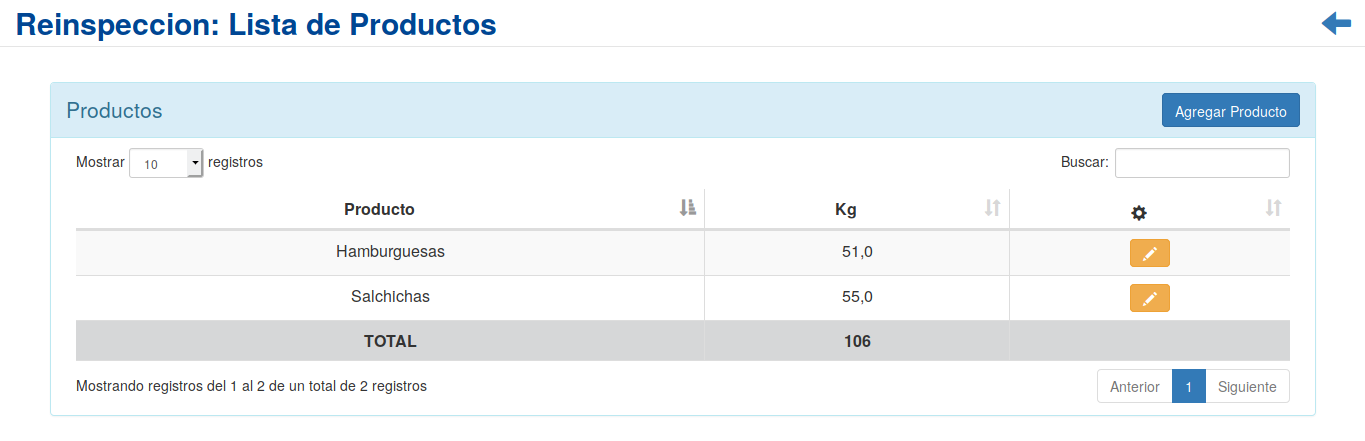 Reinspeccion: Lista de Productos
Productos
Agregar Producto
Mostrar 10 registros
Buscar:
Producto Kg
Hamburguesas 51,0
Salchichas 55,0
TOTAL 106
Mostrando registros del 1 al 2 de un total de 2 registros
Anterior 1 Siguiente